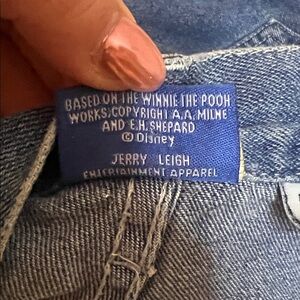 BASED ON THE WINNIE THE POOH
WORKS;COPYRIGHT A.A. MILNE
AND E.H. SHEPARD
© Disney
JERRY LEIGH
ENTERTAINMENT APPAREL